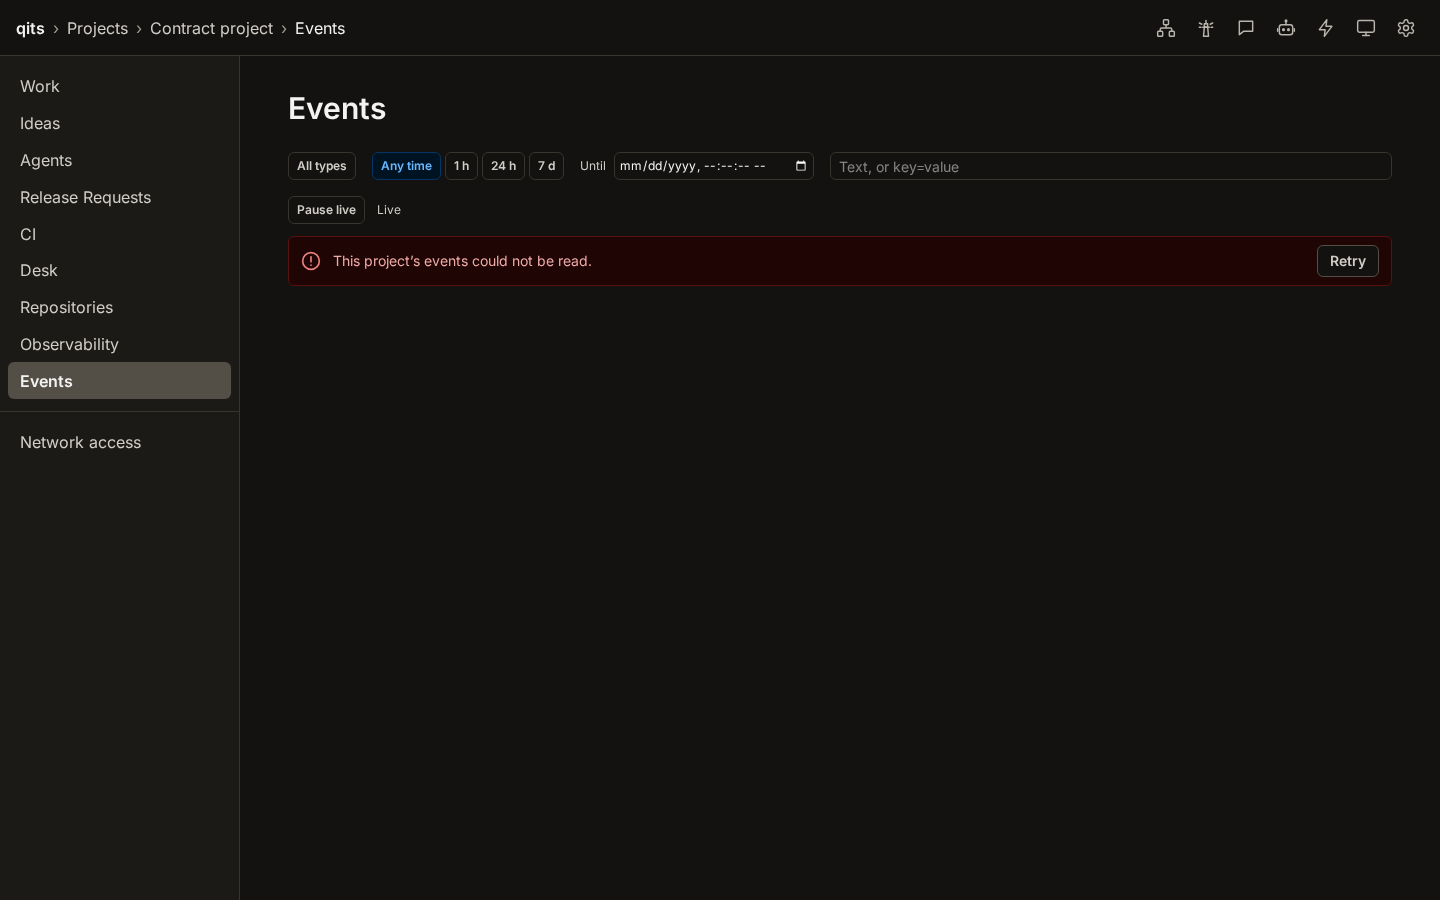 qits › Projects › Contract project › Events
Work
Ideas
Agents
Release Requests
CI
Desk
Repositories
Observability
Events
Network access
Events
All types Any time 1 h 24 h 7 d Until mm/dd/yyyy, --:--:-- -- Text, or key=value
Pause live Live
This project’s events could not be read. Retry